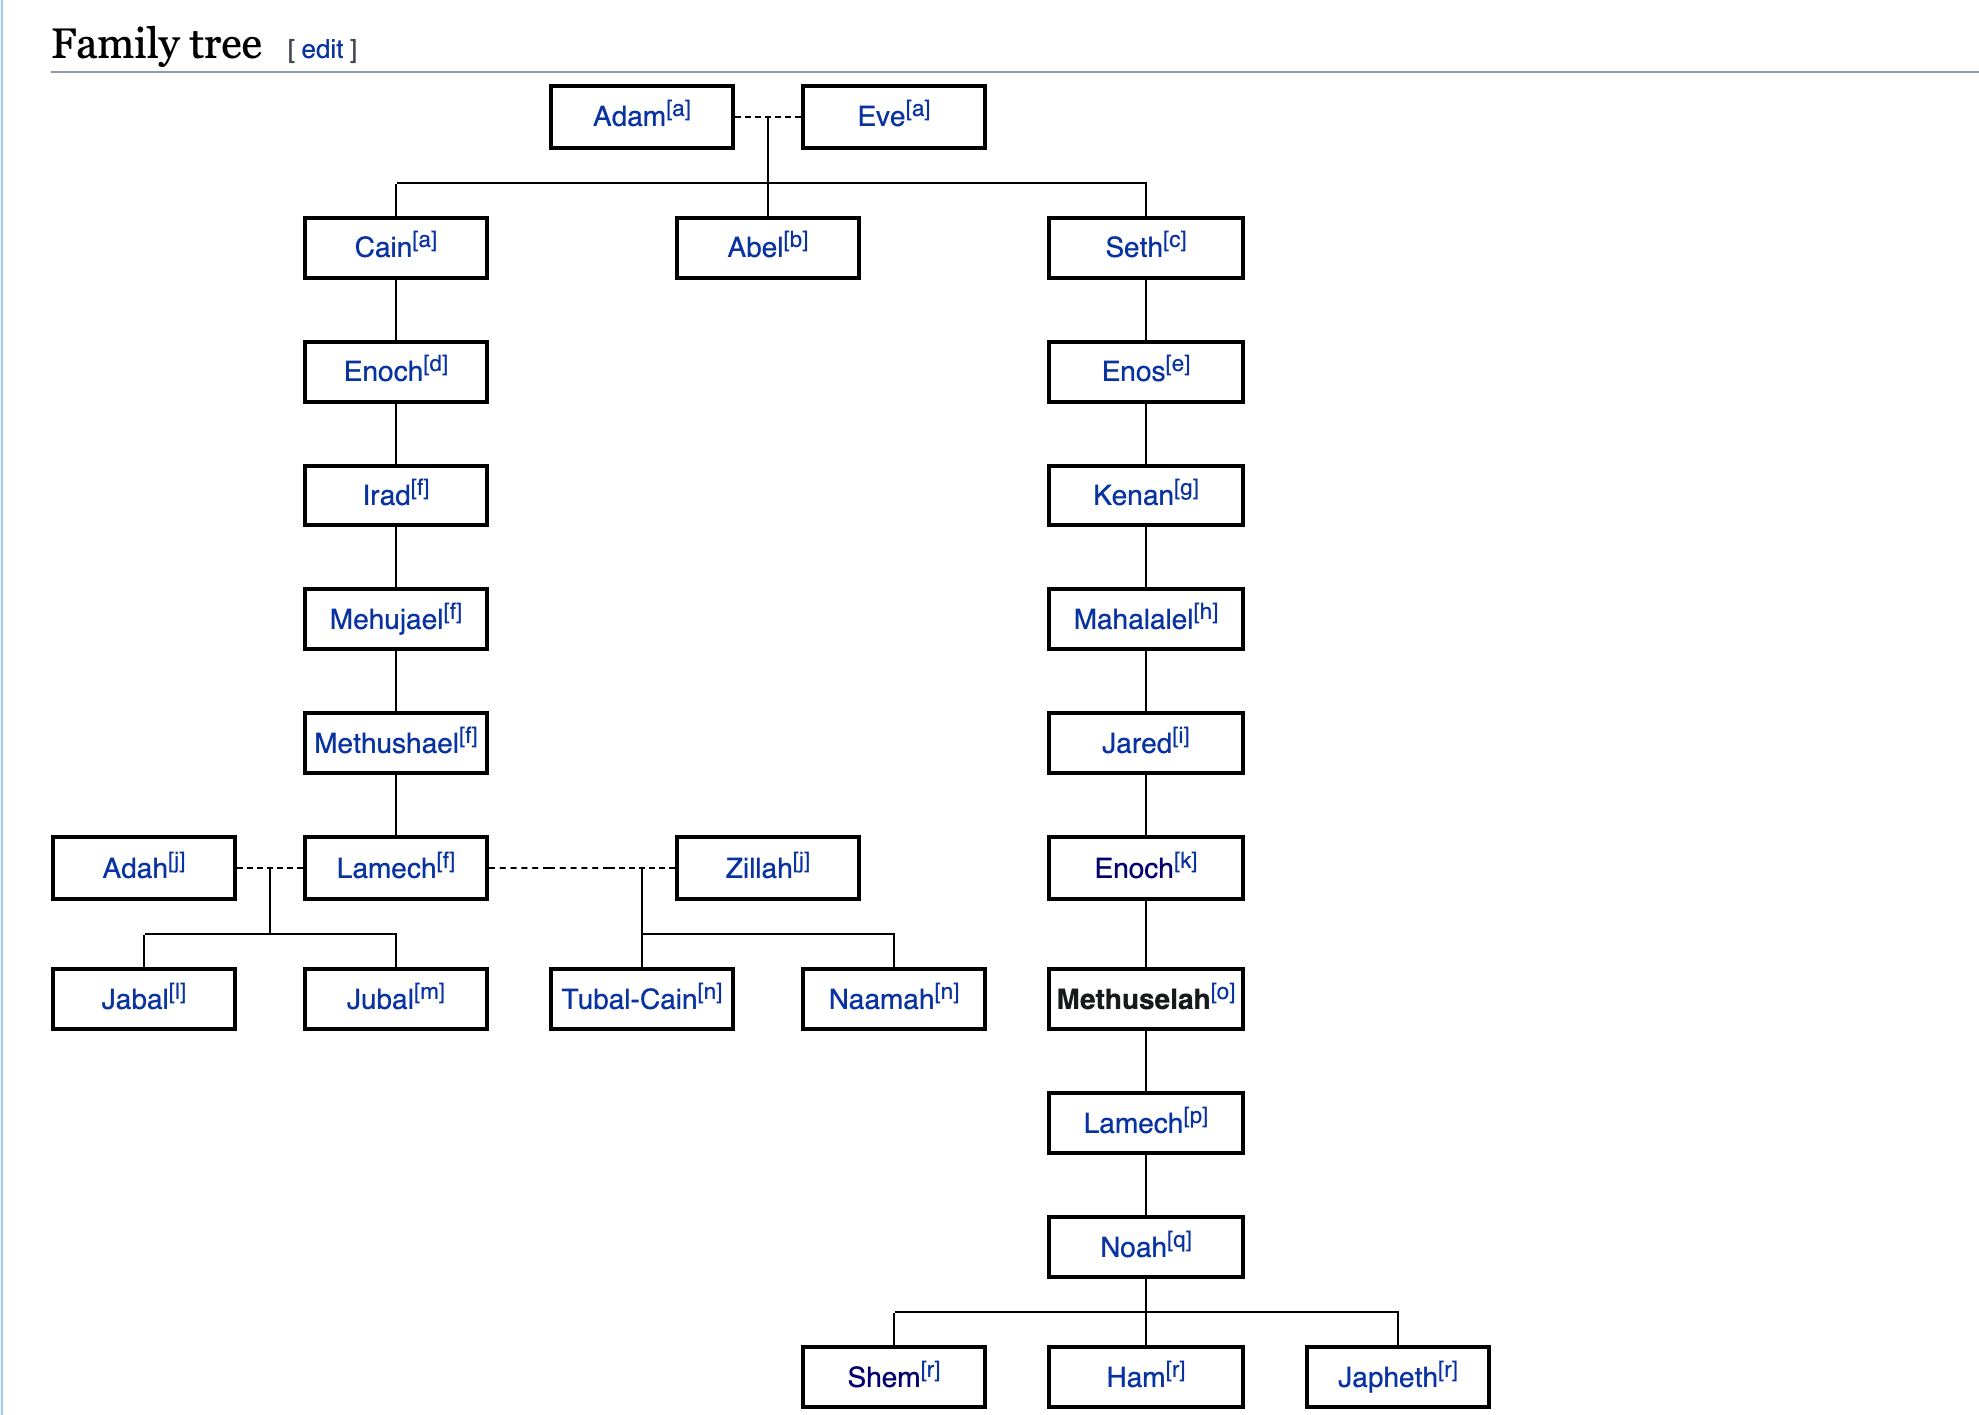 Family tree [ edit ]
Adam[a] Eve[a]
Cain[a] Abel[b] Seth[c]
Enoch[d] Enos[e]
Irad[f] Kenan[g]
Mehujael[f] Mahalalel[h]
Methushael[f] Jared[i]
Adah[j] Lamech[f] Zillah[j] Enoch[k]
Jabal[l] Jubal[m] Tubal-Cain[n] Naamah[n] Methuselah[o]
Lamech[p]
Noah[q]
Shem[r] Ham[r] Japheth[r]